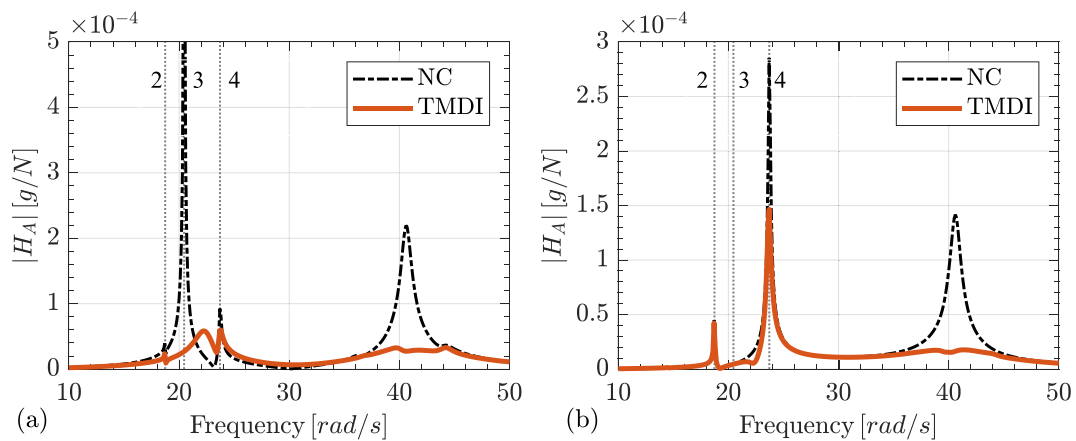 ×10⁻⁴
5
4
3
2
1
0
|H_A| [g/N]
2 3 4
NC
TMDI
10 20 30 40 50
Frequency [rad/s]
(a)
×10⁻⁴
3
2.5
2
1.5
1
0.5
0
|H_A| [g/N]
2 3 4
NC
TMDI
10 20 30 40 50
Frequency [rad/s]
(b)